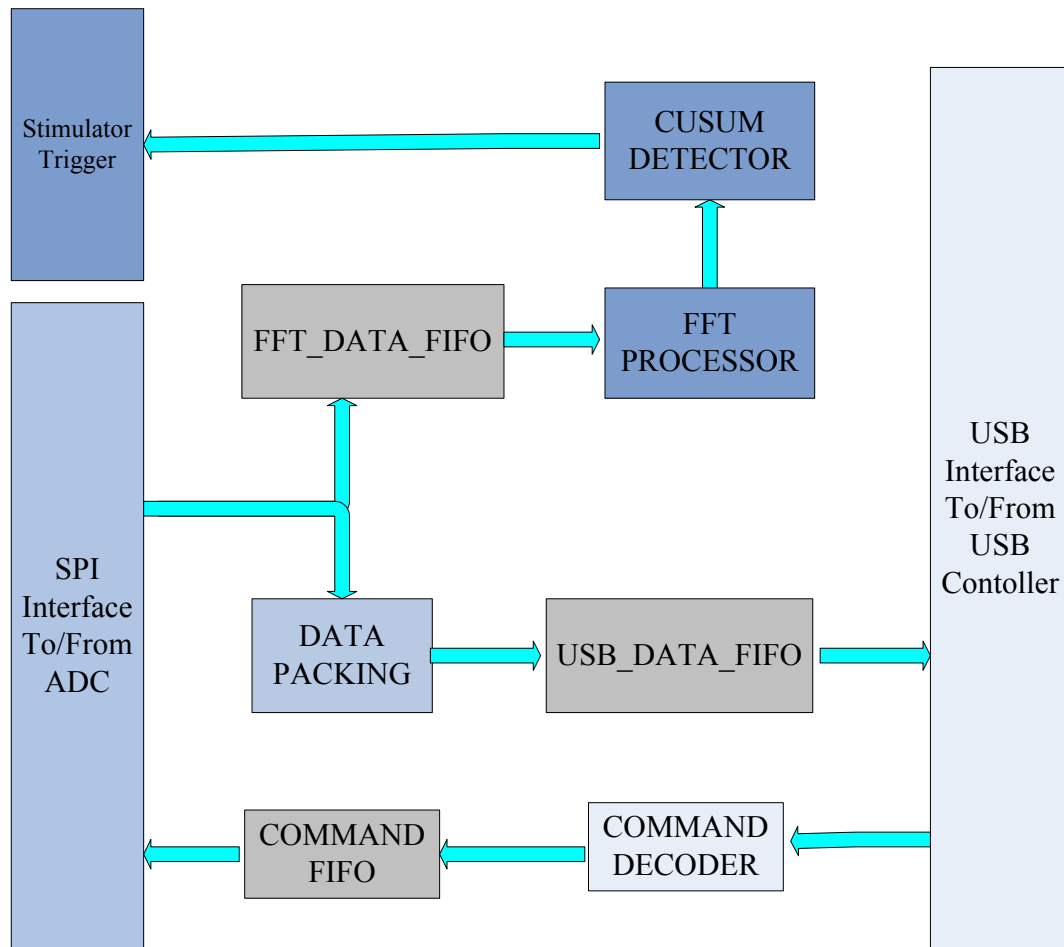 Stimulator
Trigger
CUSUM
DETECTOR
FFT_DATA_FIFO
FFT
PROCESSOR
SPI
Interface
To/From
ADC
DATA
PACKING
USB_DATA_FIFO
USB
Interface
To/From
USB
Contoller
COMMAND
FIFO
COMMAND
DECODER